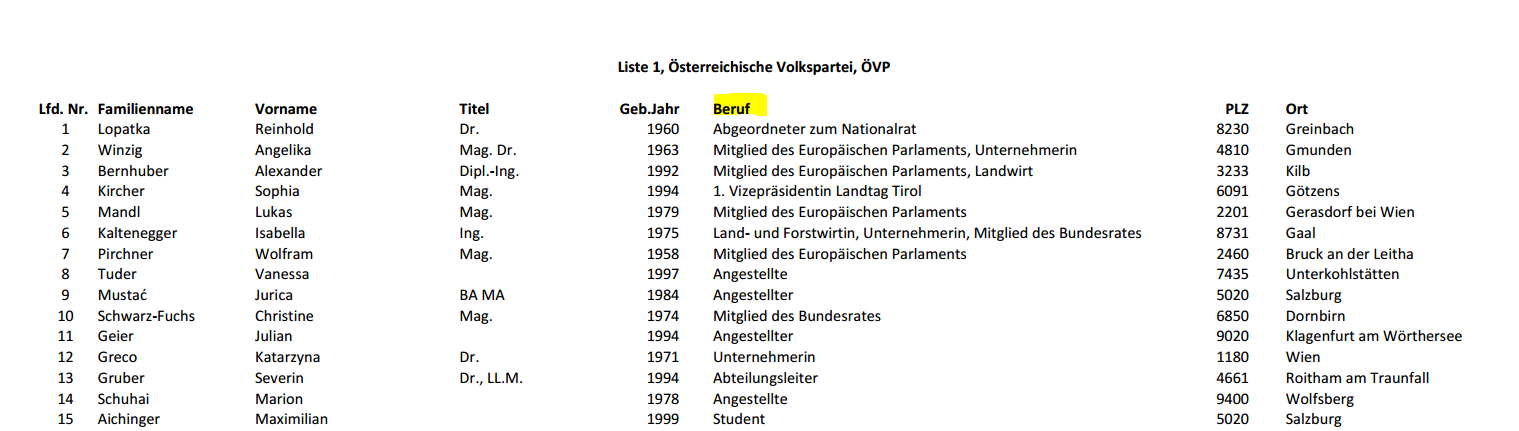 Liste 1, Österreichische Volkspartei, ÖVP
Lfd. Nr. Familienname Vorname Titel Geb.Jahr Beruf PLZ Ort
1 Lopatka Reinhold Dr. 1960 Abgeordneter zum Nationalrat 8230 Greinbach
2 Winzig Angelika Mag. Dr. 1963 Mitglied des Europäischen Parlaments, Unternehmerin 4810 Gmunden
3 Bernhuber Alexander Dipl.-Ing. 1992 Mitglied des Europäischen Parlaments, Landwirt 3233 Kilb
4 Kircher Sophia Mag. 1994 1. Vizepräsidentin Landtag Tirol 6091 Götzens
5 Mandl Lukas Mag. 1979 Mitglied des Europäischen Parlaments 2201 Gerasdorf bei Wien
6 Kaltenegger Isabella Ing. 1975 Land- und Forstwirtin, Unternehmerin, Mitglied des Bundesrates 8731 Gaal
7 Pirchner Wolfram Mag. 1958 Mitglied des Europäischen Parlaments 2460 Bruck an der Leitha
8 Tuder Vanessa 1997 Angestellte 7435 Unterkohlstätten
9 Mustać Jurica BA MA 1984 Angestellter 5020 Salzburg
10 Schwarz-Fuchs Christine Mag. 1974 Mitglied des Bundesrates 6850 Dornbirn
11 Geier Julian 1994 Angestellter 9020 Klagenfurt am Wörthersee
12 Greco Katarzyna Dr. 1971 Unternehmerin 1180 Wien
13 Gruber Severin Dr., LL.M. 1994 Abteilungsleiter 4661 Roitham am Traunfall
14 Schuhai Marion 1978 Angestellte 9400 Wolfsberg
15 Aichinger Maximilian 1999 Student 5020 Salzburg